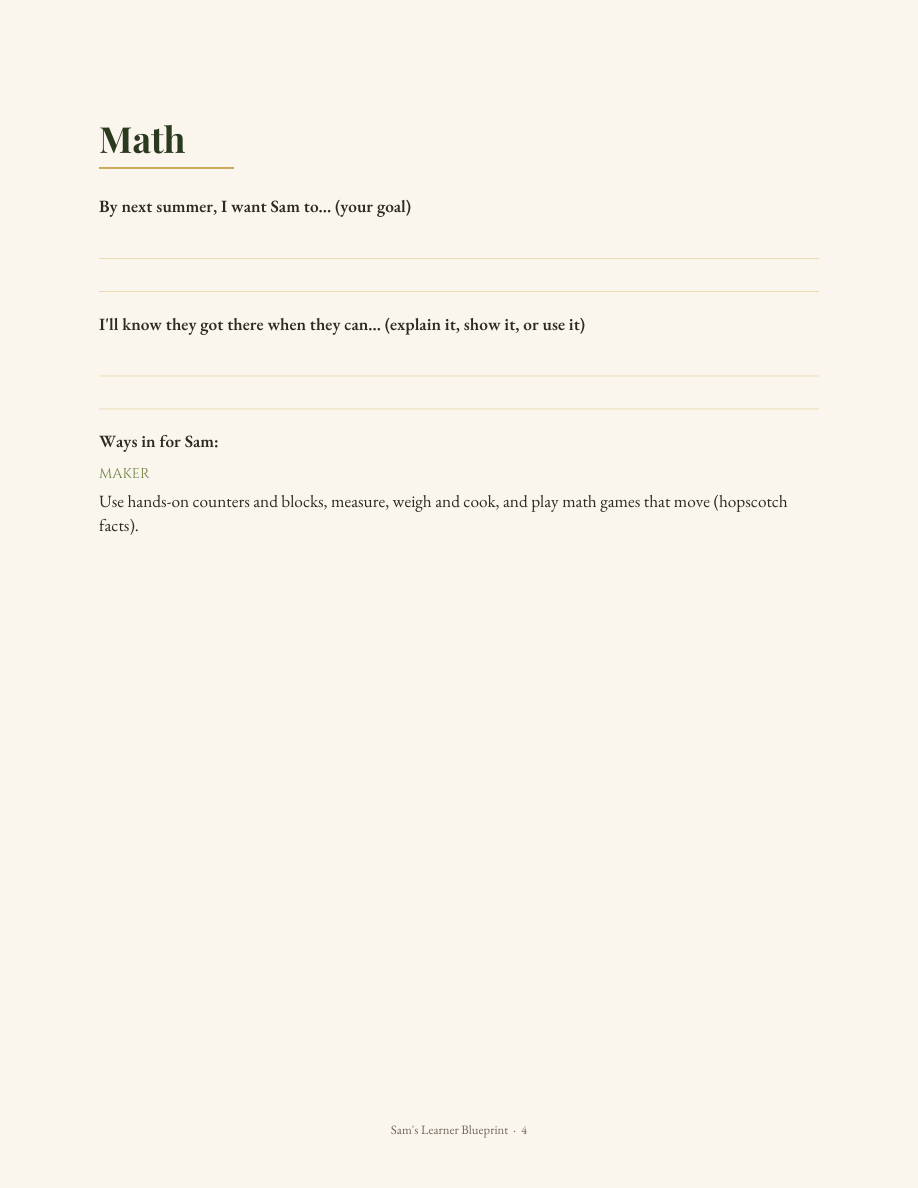 Math
By next summer, I want Sam to... (your goal)
I'll know they got there when they can... (explain it, show it, or use it)
Ways in for Sam:
MAKER
Use hands-on counters and blocks, measure, weigh and cook, and play math games that move (hopscotch
facts).
Sam's Learner Blueprint · 4